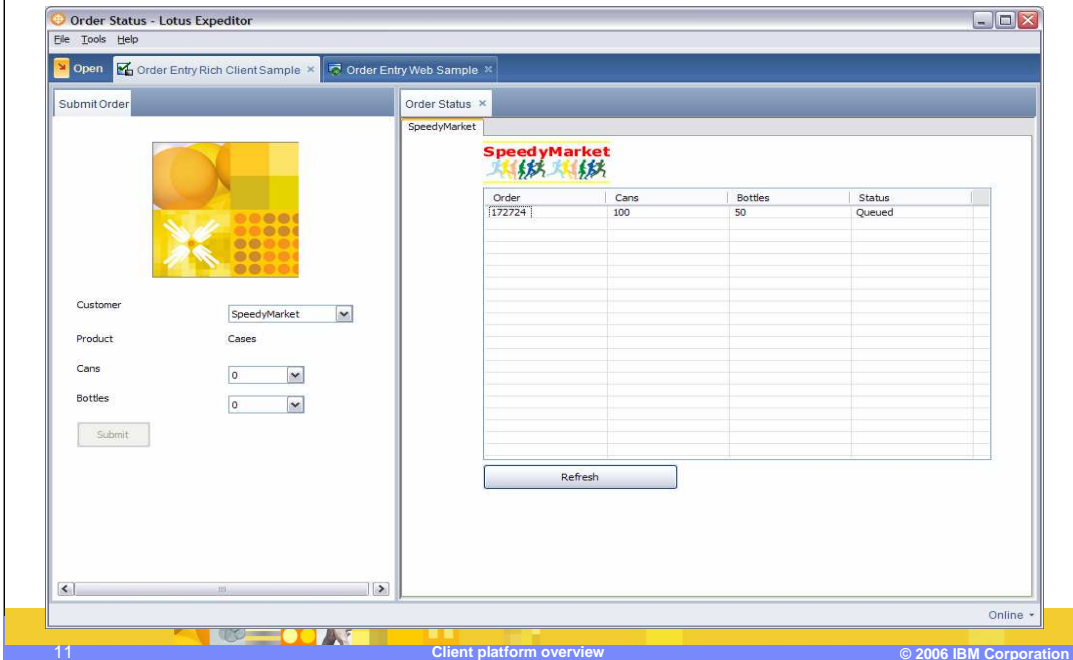 Order Status - Lotus Expeditor
File Tools Help
Open Order Entry Rich Client Sample × Order Entry Web Sample ×
Submit Order
Order Status ×
SpeedyMarket
SpeedyMarket
Order Cans Bottles Status
172724 100 50 Queued
Customer SpeedyMarket
Product Cases
Cans 0
Bottles 0
Submit
Refresh
Online
11 Client platform overview © 2006 IBM Corporation